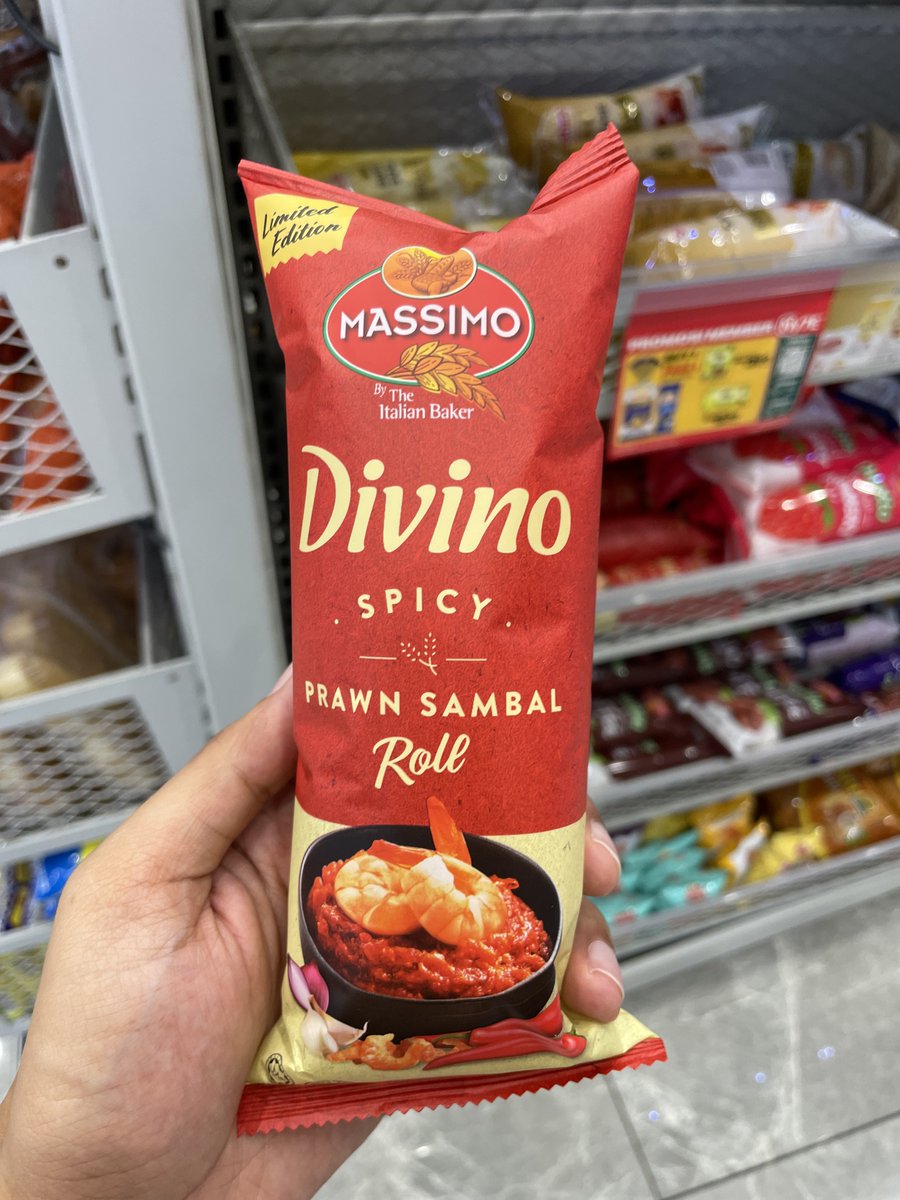 Limited
Edition
MASSIMO
By The
Italian Baker
Divino
SPICY
PRAWN SAMBAL
Roll